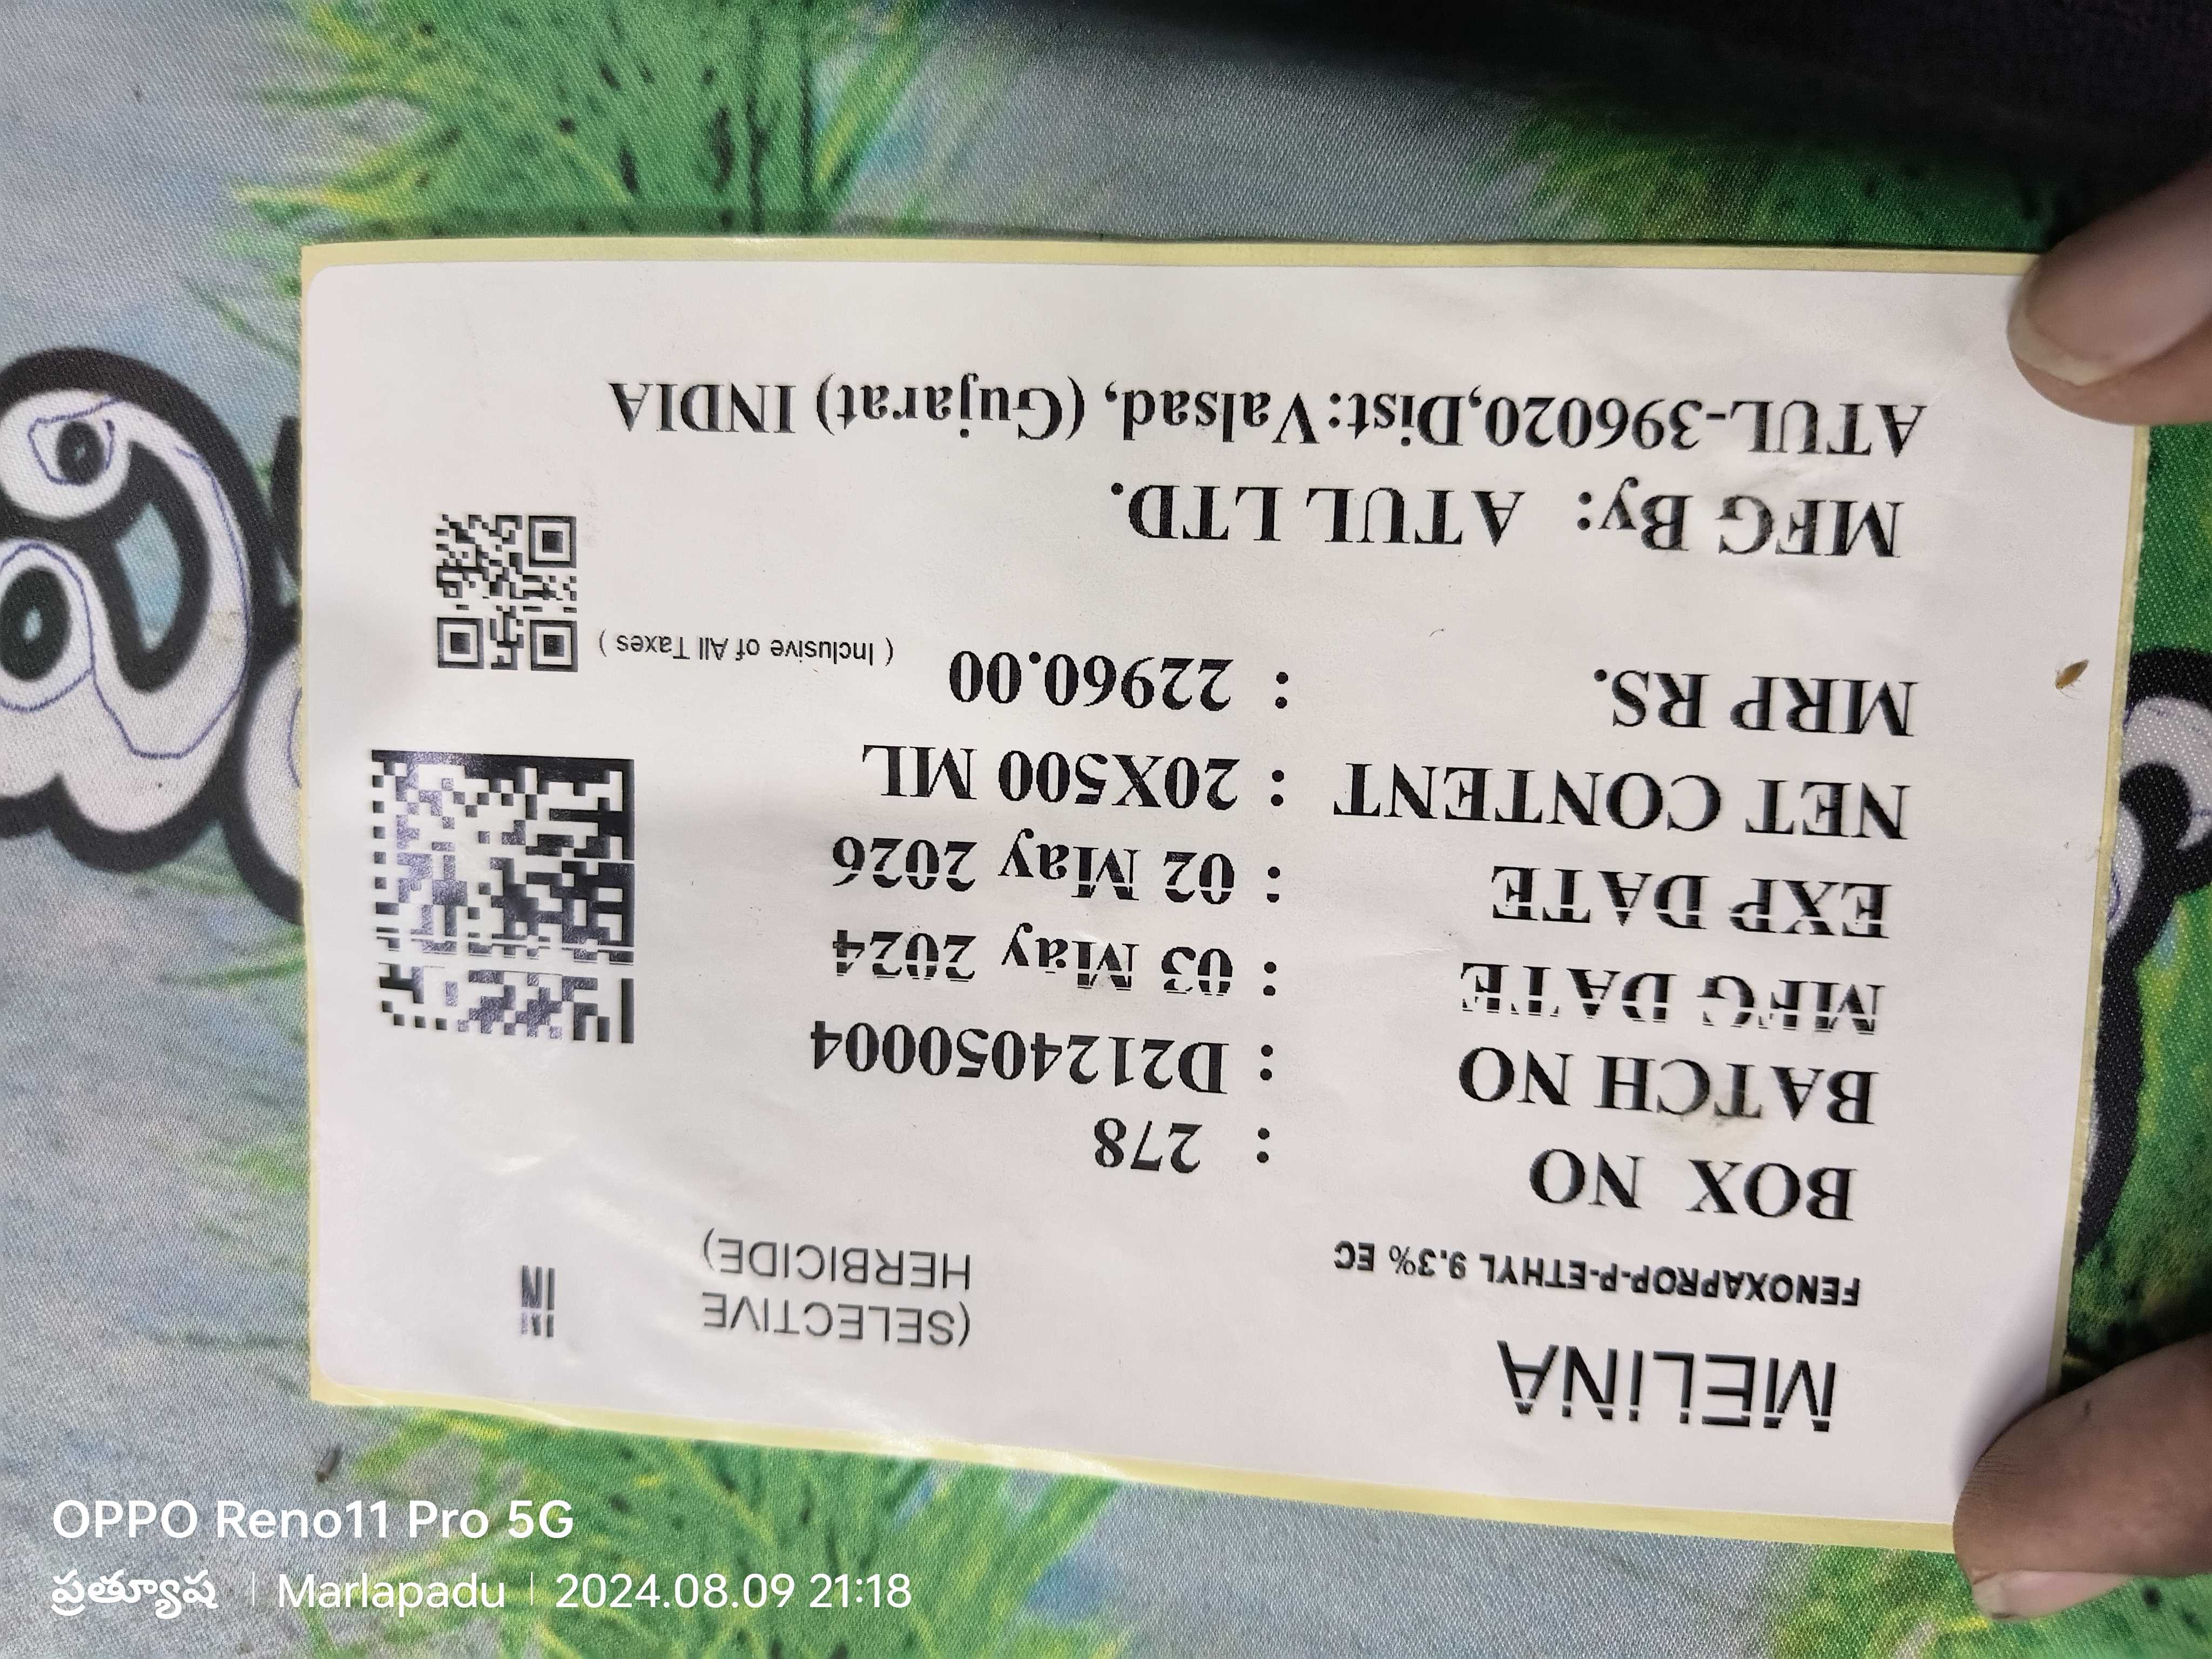 MELINA
(SELECTIVE
HERBICIDE)
IN
IN
FENOXAPROP-P-ETHYL 9.3% EC
BOX NO : 278
BATCH NO : D2124050004
MFG DATE : 03 May 2024
EXP DATE : 02 May 2026
NET CONTENT : 20X500 ML
MRP RS. : 22960.00 ( Inclusive of All Taxes )
MFG By: ATUL LTD.
ATUL-396020,Dist:Valsad, (Gujarat) INDIA
OPPO Reno11 Pro 5G
ప్రత్యూష | Marlapadu | 2024.08.09 21:18